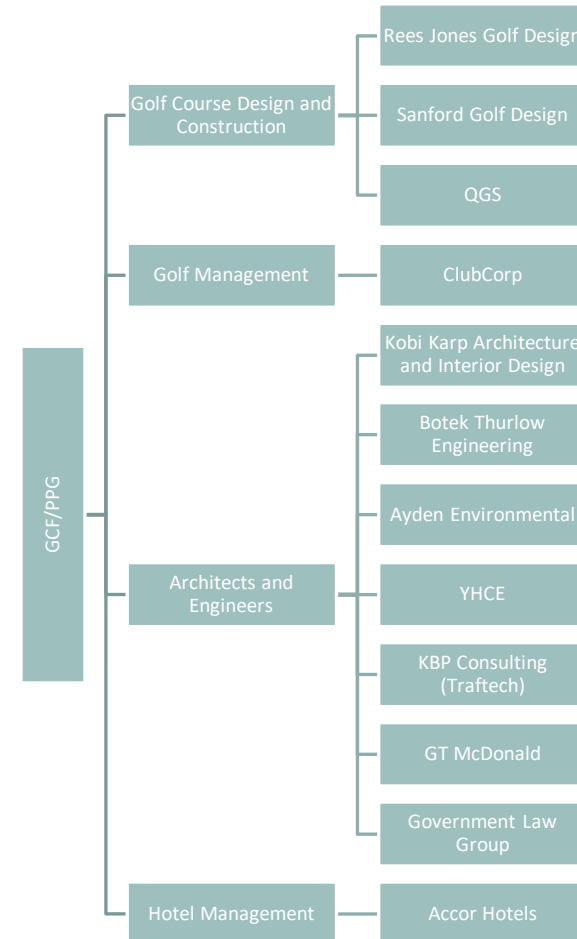 GCF/PPG
Golf Course Design and
Construction
Rees Jones Golf Design
Sanford Golf Design
QGS
Golf Management
ClubCorp
Architects and
Engineers
Kobi Karp Architecture
and Interior Design
Botek Thurlow
Engineering
Ayden Environmental
YHCE
KBP Consulting
(Traftech)
GT McDonald
Government Law
Group
Hotel Management
Accor Hotels